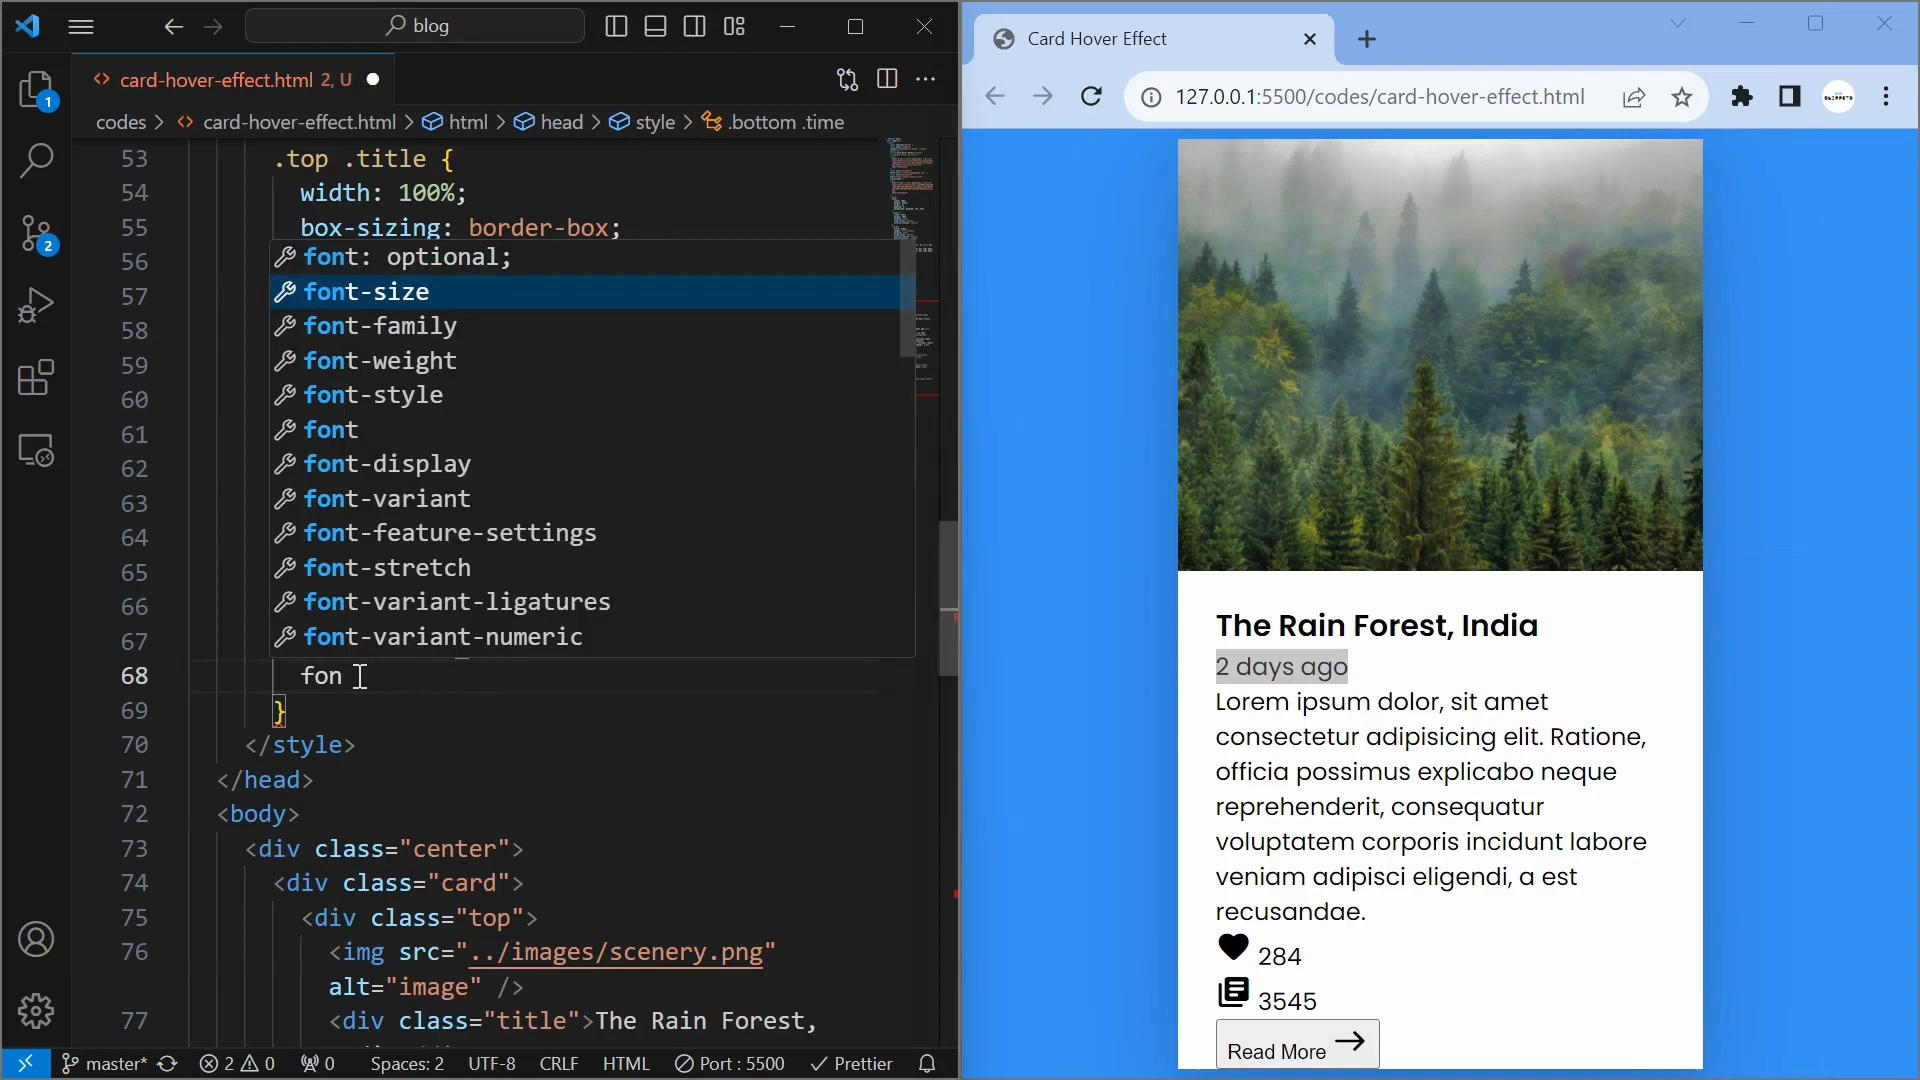 blog
card-hover-effect.html 2, U
codes > card-hover-effect.html > html > head > style > .bottom .time
53 .top .title {
54 width: 100%;
55 box-sizing: border-box;
56 font: optional;
57 font-size
58 font-family
59 font-weight
60 font-style
61 font
62 font-display
63 font-variant
64 font-feature-settings
65 font-stretch
66 font-variant-ligatures
67 font-variant-numeric
68 fon
69 }
70 </style>
71 </head>
72 <body>
73 <div class="center">
74 <div class="card">
75 <div class="top">
76 <img src="../images/scenery.png"
alt="image" />
77 <div class="title">The Rain Forest,
1
2
master* 2 0 0 Spaces: 2 UTF-8 CRLF HTML Port : 5500 Prettier
Card Hover Effect
127.0.0.1:5500/codes/card-hover-effect.html
The Rain Forest, India
2 days ago
Lorem ipsum dolor, sit amet
consectetur adipisicing elit. Ratione,
officia possimus explicabo neque
reprehenderit, consequatur
voluptatem corporis incidunt labore
veniam adipisci eligendi, a est
recusandae.
284
3545
Read More